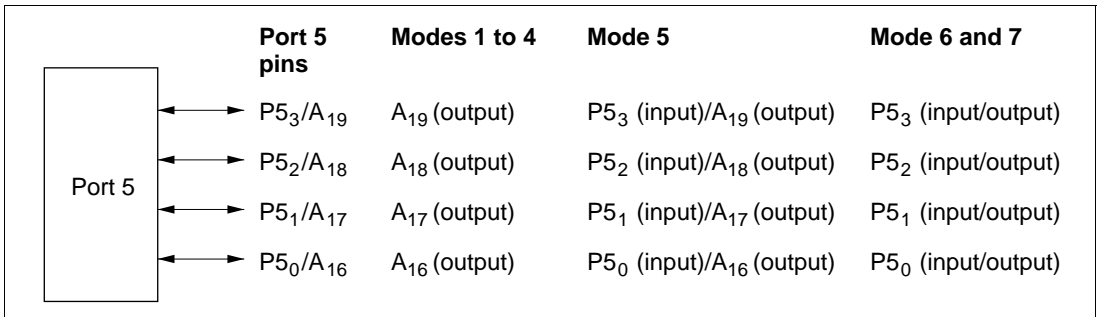 Port 5 pins Modes 1 to 4 Mode 5 Mode 6 and 7
P5₃/A₁₉ A₁₉ (output) P5₃ (input)/A₁₉ (output) P5₃ (input/output)
P5₂/A₁₈ A₁₈ (output) P5₂ (input)/A₁₈ (output) P5₂ (input/output)
Port 5
P5₁/A₁₇ A₁₇ (output) P5₁ (input)/A₁₇ (output) P5₁ (input/output)
P5₀/A₁₆ A₁₆ (output) P5₀ (input)/A₁₆ (output) P5₀ (input/output)